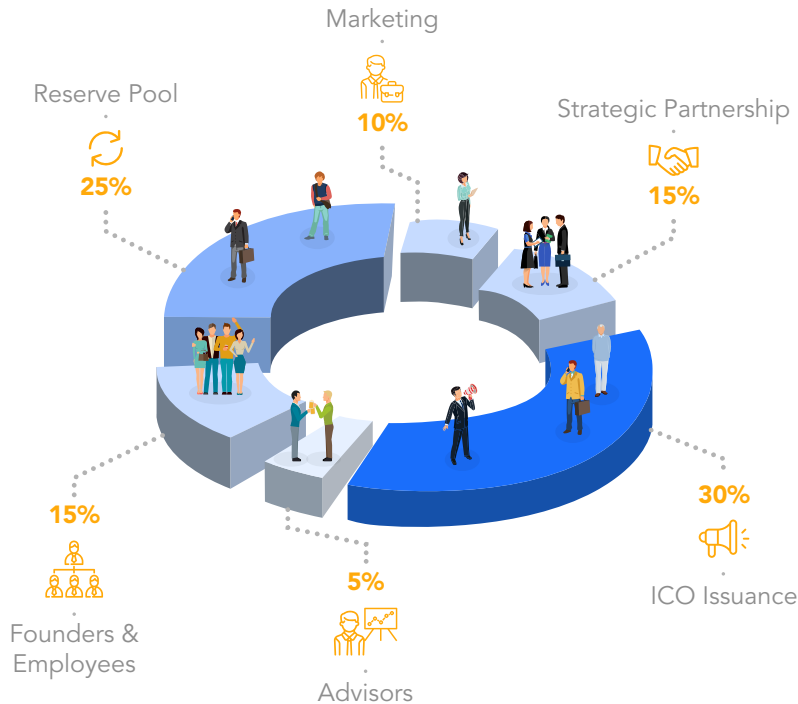 Marketing
10%
Reserve Pool
25%
Strategic Partnership
15%
30%
ICO Issuance
15%
Founders &
Employees
5%
Advisors